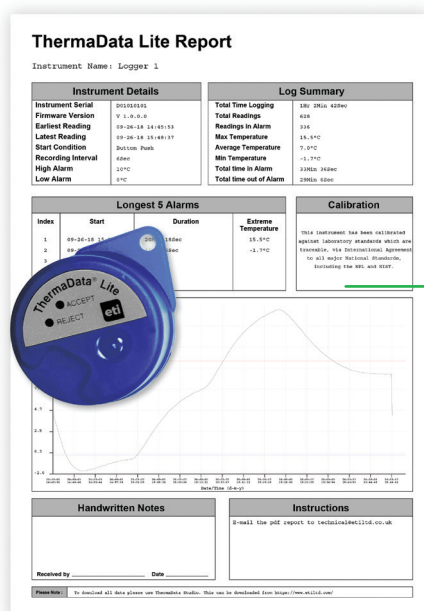 ThermaData Lite Report
Instrument Name: Logger 1
Instrument Details
Instrument Serial D01010101
Firmware Version V 1.0.0.0
Earliest Reading 09-26-18 14:45:53
Latest Reading 09-26-18 15:48:37
Start Condition Button Push
Recording Interval 6Sec
High Alarm 10°C
Low Alarm 0°C
Log Summary
Total Time Logging 1Hr 2Min 42Sec
Total Readings 628
Readings In Alarm 336
Max Temperature 15.5°C
Average Temperature 7.0°C
Min Temperature -1.7°C
Total time in Alarm 33Min 36Sec
Total time out of Alarm 29Min 6Sec
Longest 5 Alarms
Index Start Duration Extreme Temperature
1 09-26-18 18Sec 15.5°C
2 -1.7°C
3
Calibration
This instrument has been calibrated
against laboratory standards which are
traceable, via International Agreement
to all major National Standards,
including the NPL and NIST.
ThermaData® Lite
ACCEPT
REJECT
eti
Date/Time (d-m-y)
Handwritten Notes
Received by Date
Instructions
E-mail the pdf report to technical@etiltd.co.uk
Please Note : To download all data please use ThermaData Studio. This can be downloaded from https://www.etiltd.com/